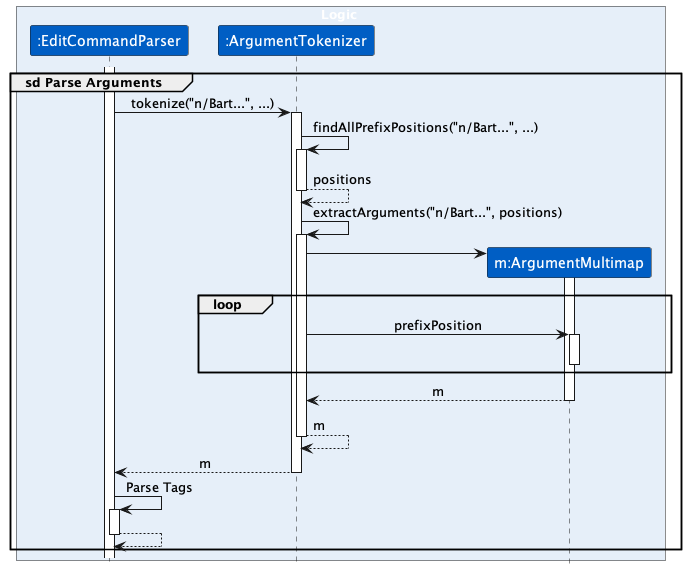 Logic
:EditCommandParser
:ArgumentTokenizer
sd Parse Arguments
tokenize("n/Bart...", ...)
findAllPrefixPositions("n/Bart...", ...)
positions
extractArguments("n/Bart...", positions)
m:ArgumentMultimap
loop
prefixPosition
m
m
m
Parse Tags